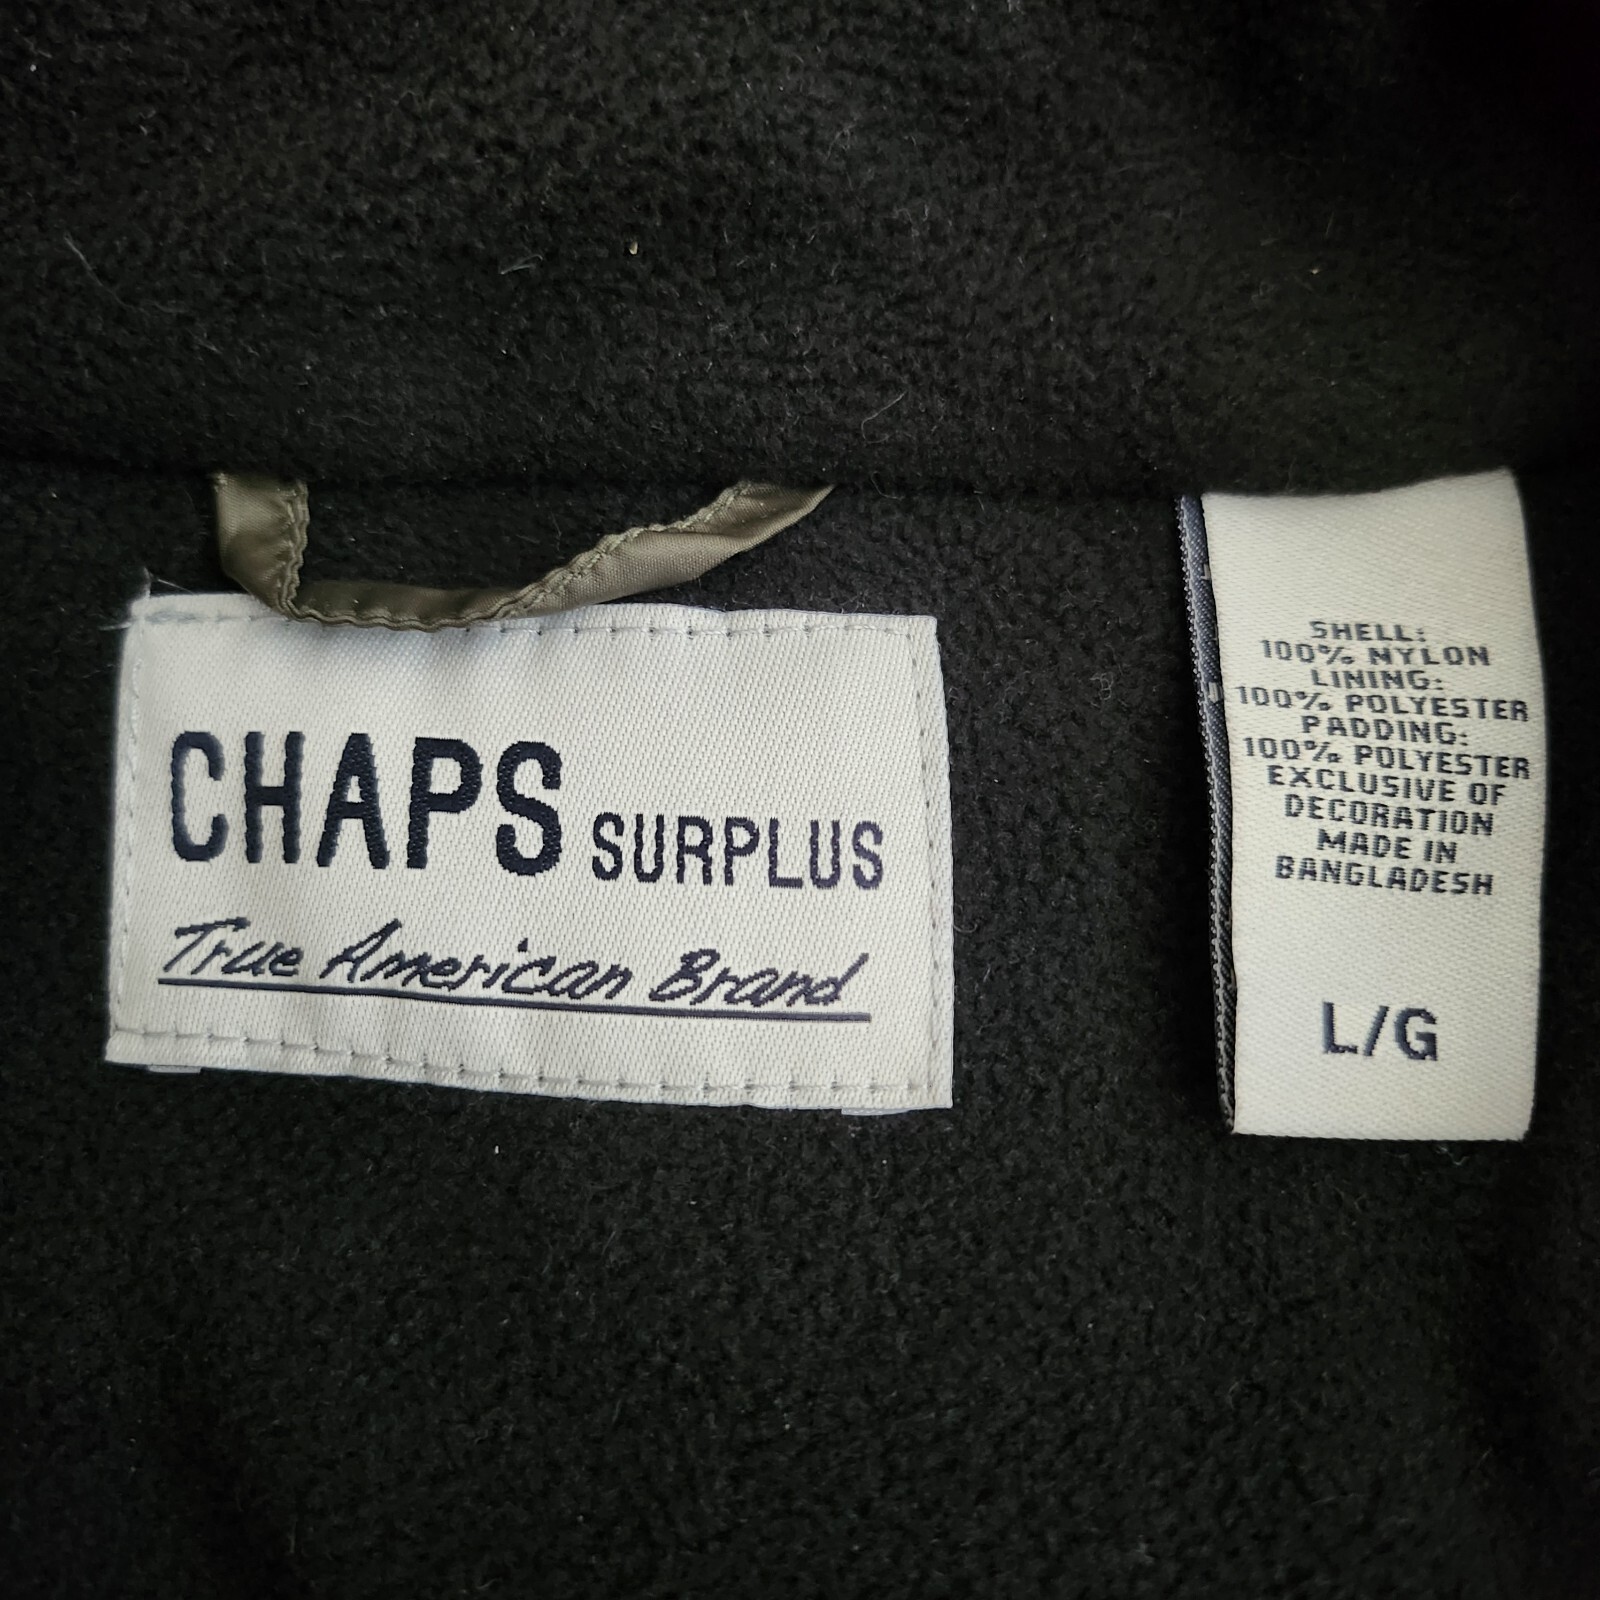 CHAPS SURPLUS
True American Brand
SHELL:
100% NYLON
LINING:
100% POLYESTER
PADDING:
100% POLYESTER
EXCLUSIVE OF
DECORATION
MADE IN
BANGLADESH
L/G